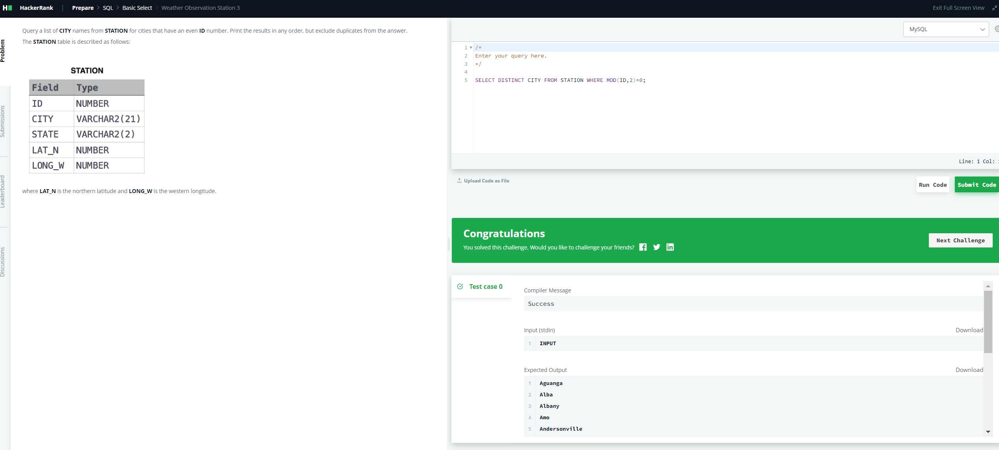 HackerRank | Prepare > SQL > Basic Select > Weather Observation Station 3
Exit Full Screen View
Problem
Submissions
Leaderboard
Discussions
Query a list of CITY names from STATION for cities that have an even ID number. Print the results in any order, but exclude duplicates from the answer.
The STATION table is described as follows:
STATION
Field Type
ID NUMBER
CITY VARCHAR2(21)
STATE VARCHAR2(2)
LAT_N NUMBER
LONG_W NUMBER
where LAT_N is the northern latitude and LONG_W is the western longitude.
MySQL
1 /*
2 Enter your query here.
3 */
4
5 SELECT DISTINCT CITY FROM STATION WHERE MOD(ID,2)=0;
Line: 1 Col:
Upload Code as File
Run Code
Submit Code
Congratulations
You solved this challenge. Would you like to challenge your friends?
Next Challenge
Test case 0
Compiler Message
Success
Input (stdin)
Download
1 INPUT
Expected Output
Download
1 Aguanga
2 Alba
3 Albany
4 Amo
5 Andersonville